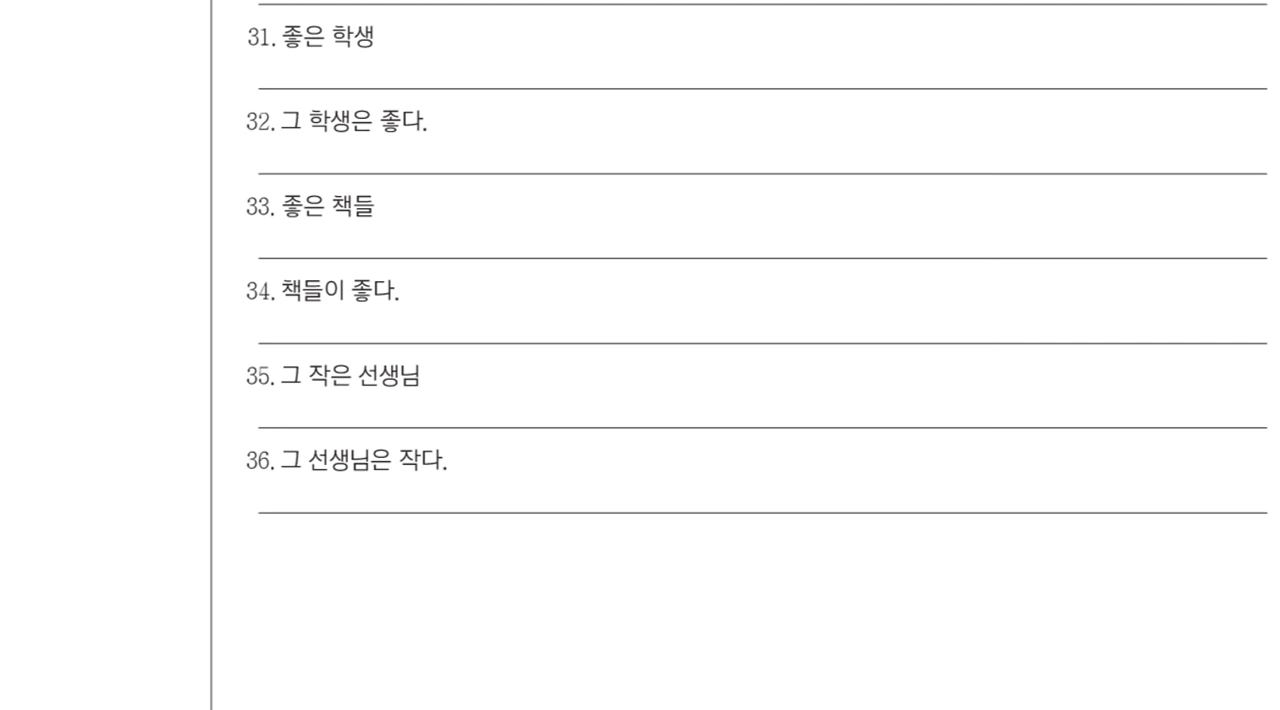 31. 좋은 학생
32. 그 학생은 좋다.
33. 좋은 책들
34. 책들이 좋다.
35. 그 작은 선생님
36. 그 선생님은 작다.